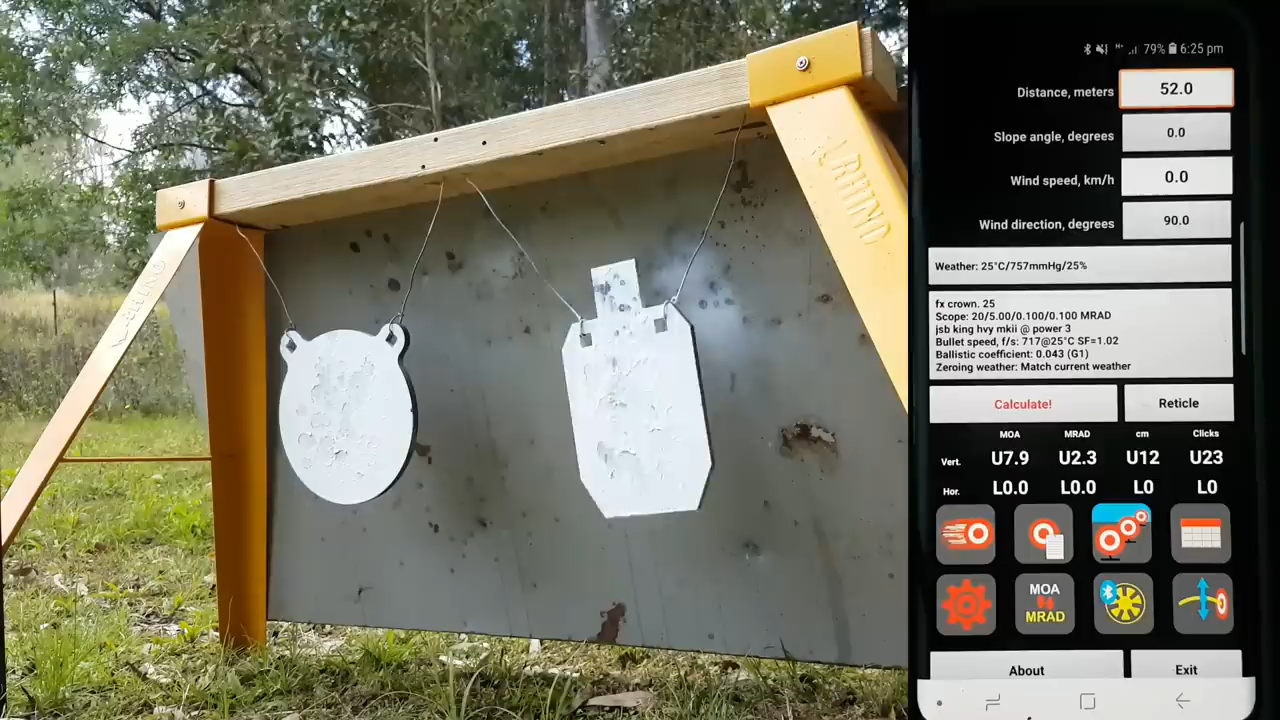 RHINO
RHINO
79% 6:25 pm
Distance, meters 52.0
Slope angle, degrees 0.0
Wind speed, km/h 0.0
Wind direction, degrees 90.0
Weather: 25°C/757mmHg/25%
fx crown. 25
Scope: 20/5.00/0.100/0.100 MRAD
jsb king hvy mkii @ power 3
Bullet speed, f/s: 717@25°C SF=1.02
Ballistic coefficient: 0.043 (G1)
Zeroing weather: Match current weather
Calculate! Reticle
MOA MRAD cm Clicks
Vert. U7.9 U2.3 U12 U23
Hor. L0.0 L0.0 L0 L0
MOA
MRAD
About Exit